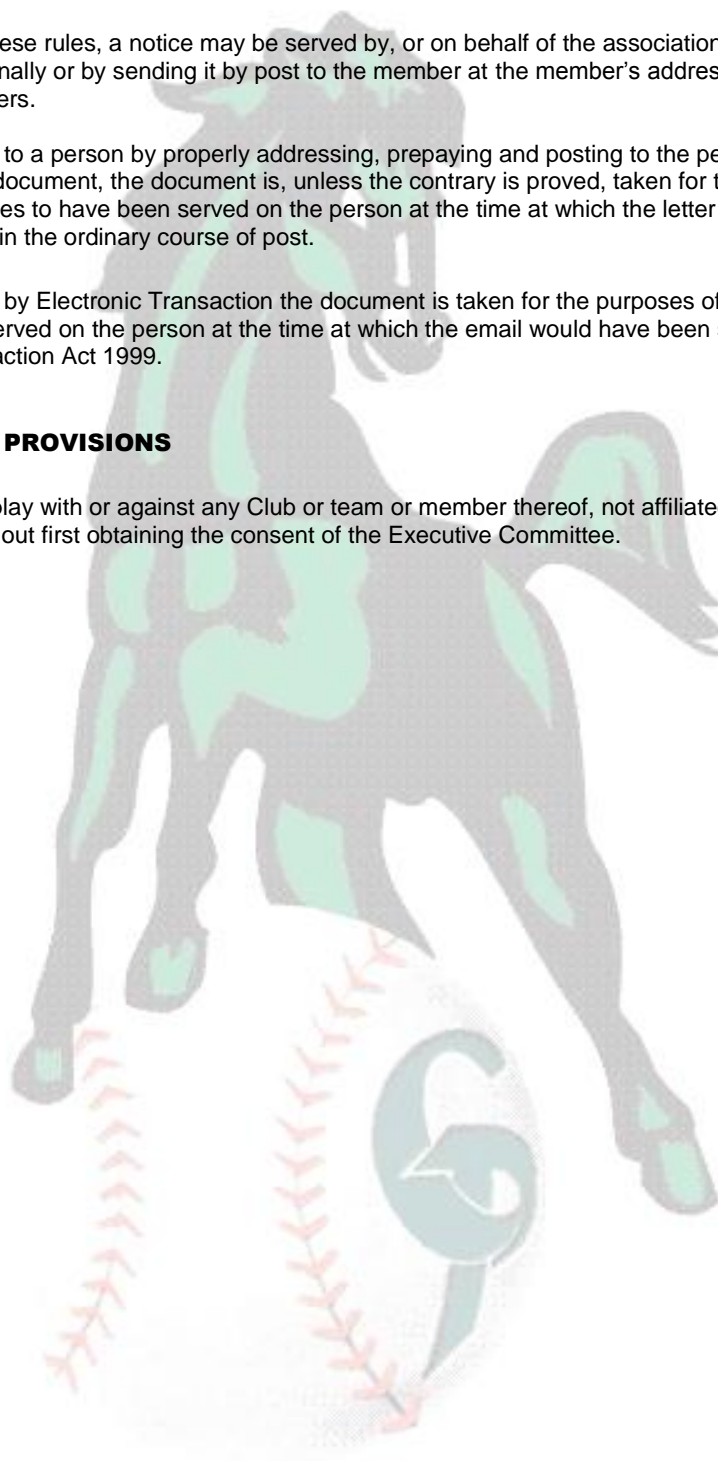 ese rules, a notice may be served by, or on behalf of the association
nally or by sending it by post to the member at the member's addres
ers.
to a person by properly addressing, prepaying and posting to the pe
document, the document is, unless the contrary is proved, taken for t
es to have been served on the person at the time at which the letter
in the ordinary course of post.
by Electronic Transaction the document is taken for the purposes of
erved on the person at the time at which the email would have been
action Act 1999.
PROVISIONS
play with or against any Club or team or member thereof, not affiliate
out first obtaining the consent of the Executive Committee.